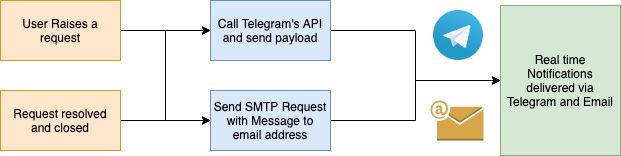 User Raises a
request
Call Telegram's API
and send payload
Request resolved
and closed
Send SMTP Request
with Message to
email address
@
Real time
Notifications
delivered via
Telegram and Email